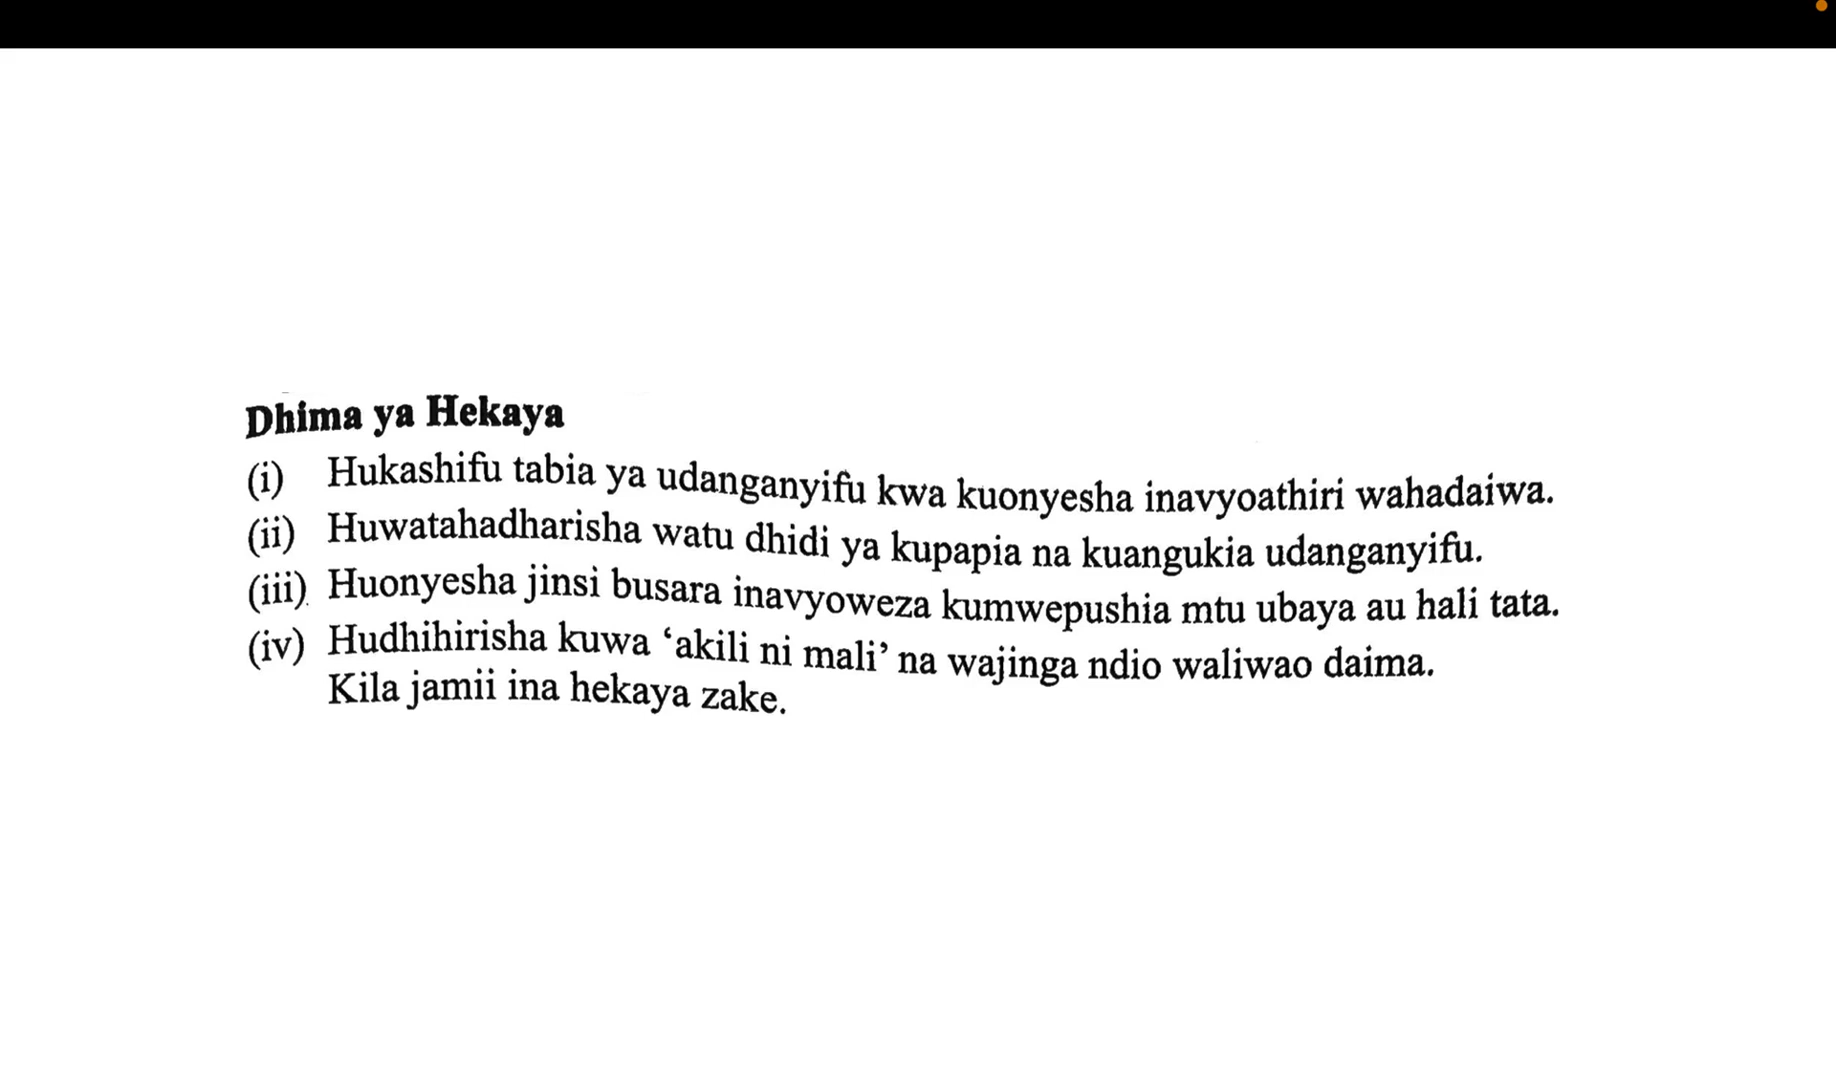 Dhima ya Hekaya
(i) Hukashifu tabia ya udanganyifu kwa kuonyesha inavyoathiri wahadaiwa.
(ii) Huwatahadharisha watu dhidi ya kupapia na kuangukia udanganyifu.
(iii) Huonyesha jinsi busara inavyoweza kumwepushia mtu ubaya au hali tata.
(iv) Hudhihirisha kuwa ‘akili ni mali’ na wajinga ndio waliwao daima.
Kila jamii ina hekaya zake.